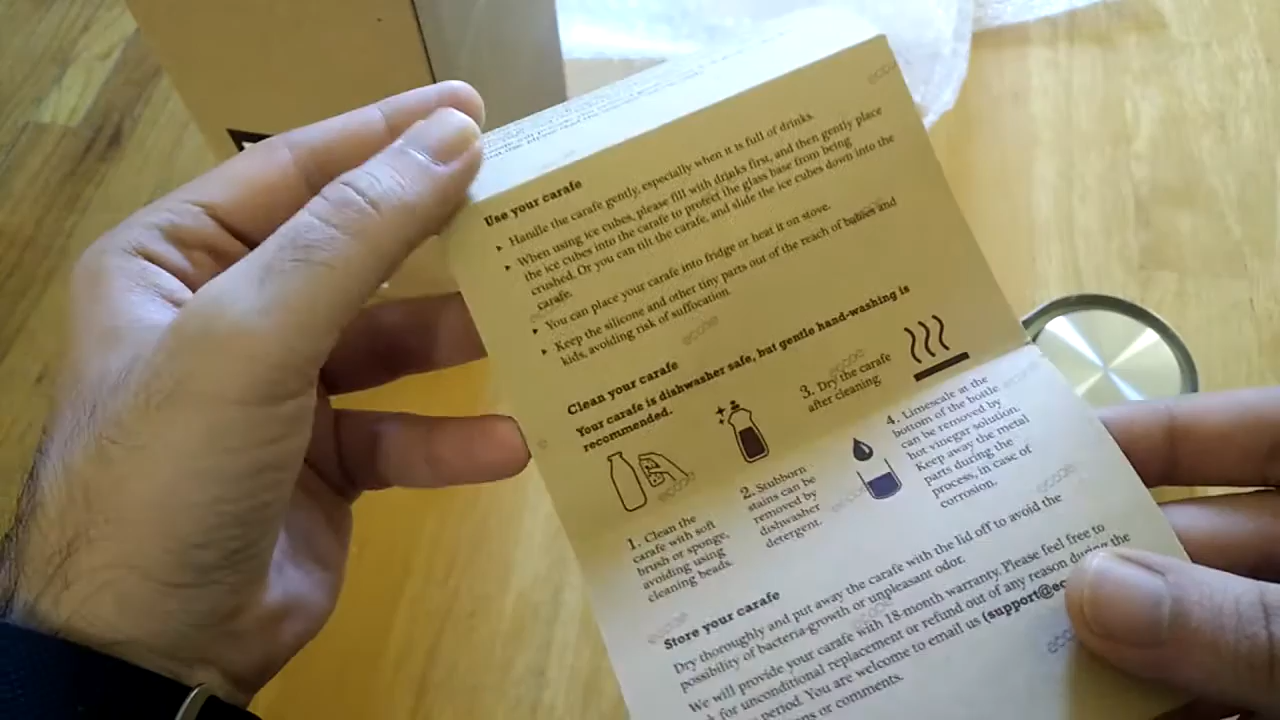 Use your carafe
▸ Handle the carafe gently, especially when it is full of drinks.
▸ When using ice cubes, please fill with drinks first, and then gently place
the ice cubes into the carafe to protect the glass base from being
crushed. Or you can tilt the carafe, and slide the ice cubes down into the
carafe.
▸ You can place your carafe into fridge or heat it on stove.
▸ Keep the silicone and other tiny parts out of the reach of babies and
kids, avoiding risk of suffocation.
Clean your carafe
Your carafe is dishwasher safe, but gentle hand-washing is
recommended.
1. Clean the
carafe with soft
brush or sponge,
avoiding using
cleaning beads.
2. Stubborn
stains can be
removed by
dishwasher
detergent.
3. Dry the carafe
after cleaning.
4. Limescale at the
bottom of the bottle
can be removed by
hot vinegar solution.
Keep away the metal
parts during the
process, in case of
corrosion.
Store your carafe
Dry thoroughly and put away the carafe with the lid off to avoid the
possibility of bacteria-growth or unpleasant odor.
We will provide your carafe with 18-month warranty. Please feel free to
for unconditional replacement or refund out of any reason during the
period. You are welcome to email us (support@ec
or comments.
ecobe